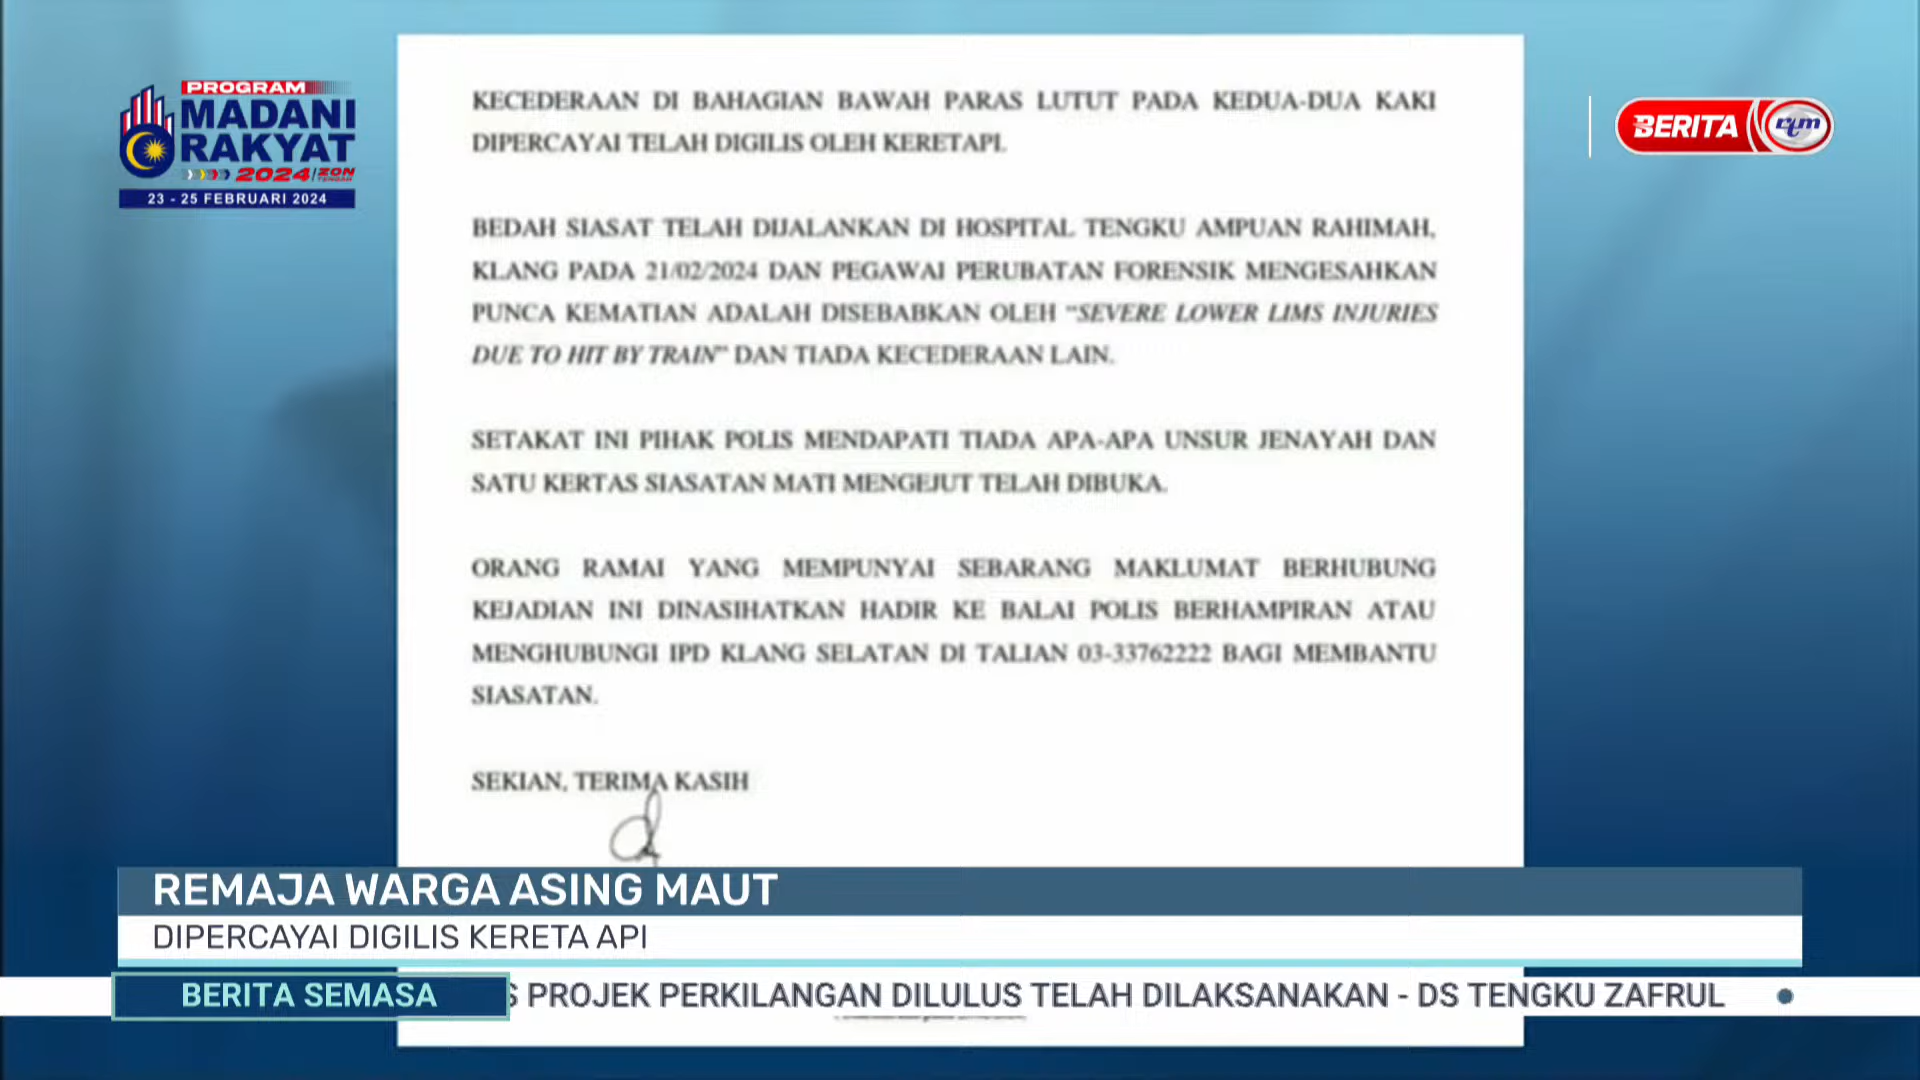 PROGRAM
MADANI
RAKYAT
2024/ZON
TENGAH
23 - 25 FEBRUARI 2024
BERITA rtm
KECEDERAAN DI BAHAGIAN BAWAH PARAS LUTUT PADA KEDUA-DUA KAKI
DIPERCAYAI TELAH DIGILIS OLEH KERETAPI.
BEDAH SIASAT TELAH DIJALANKAN DI HOSPITAL TENGKU AMPUAN RAHIMAH,
KLANG PADA 21/02/2024 DAN PEGAWAI PERUBATAN FORENSIK MENGESAHKAN
PUNCA KEMATIAN ADALAH DISEBABKAN OLEH "SEVERE LOWER LIMS INJURIES
DUE TO HIT BY TRAIN" DAN TIADA KECEDERAAN LAIN.
SETAKAT INI PIHAK POLIS MENDAPATI TIADA APA-APA UNSUR JENAYAH DAN
SATU KERTAS SIASATAN MATI MENGEJUT TELAH DIBUKA.
ORANG RAMAI YANG MEMPUNYAI SEBARANG MAKLUMAT BERHUBUNG
KEJADIAN INI DINASIHATKAN HADIR KE BALAI POLIS BERHAMPIRAN ATAU
MENGHUBUNGI IPD KLANG SELATAN DI TALIAN 03-33762222 BAGI MEMBANTU
SIASATAN.
SEKIAN, TERIMA KASIH
REMAJA WARGA ASING MAUT
DIPERCAYAI DIGILIS KERETA API
BERITA SEMASA
S PROJEK PERKILANGAN DILULUS TELAH DILAKSANAKAN - DS TENGKU ZAFRUL